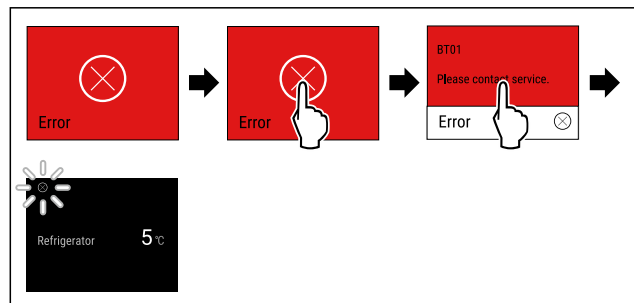 Error
Error
BT01
Please contact service.
Error
Refrigerator 5 °C